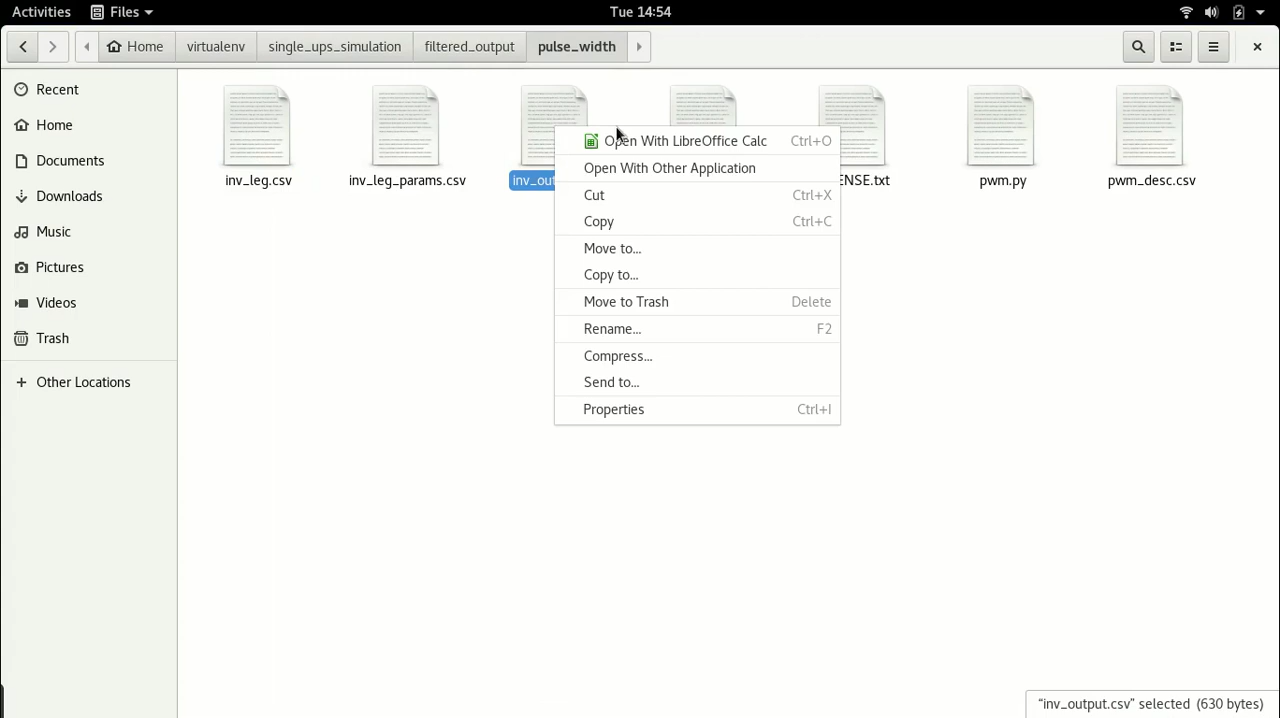 Activities Files Tue 14:54
Home virtualenv single_ups_simulation filtered_output pulse_width
Recent
Home
Documents
Downloads
Music
Pictures
Videos
Trash
Other Locations
inv_leg.csv inv_leg_params.csv inv_out ENSE.txt pwm.py pwm_desc.csv
Open With LibreOffice Calc Ctrl+O
Open With Other Application
Cut Ctrl+X
Copy Ctrl+C
Move to...
Copy to...
Move to Trash Delete
Rename... F2
Compress...
Send to...
Properties Ctrl+I
“inv_output.csv” selected (630 bytes)